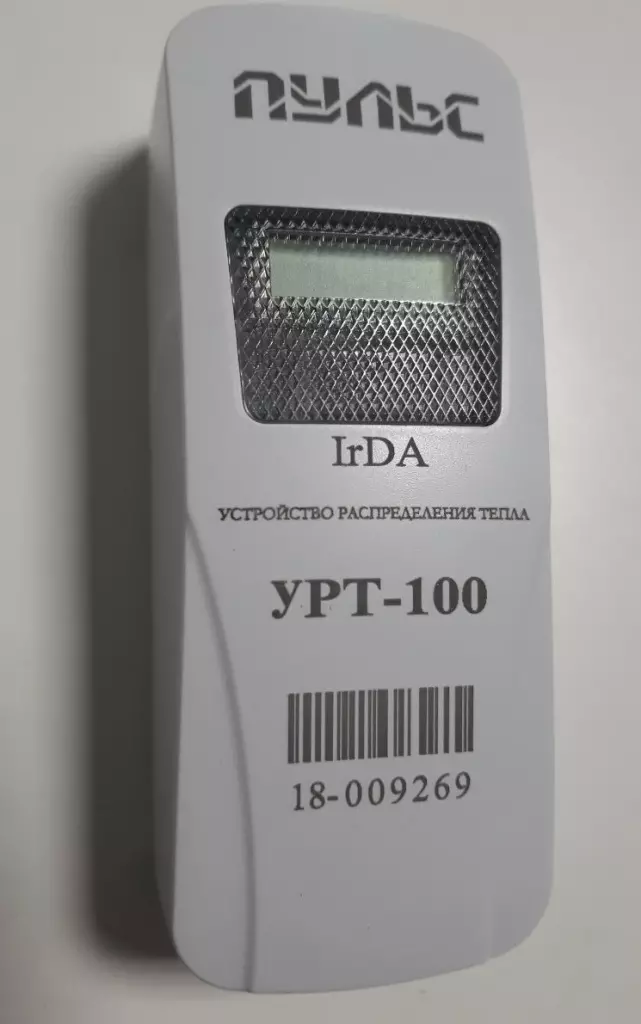 ПУЛЬС
IrDA
УСТРОЙСТВО РАСПРЕДЕЛЕНИЯ ТЕПЛА
УРТ-100
18-009269